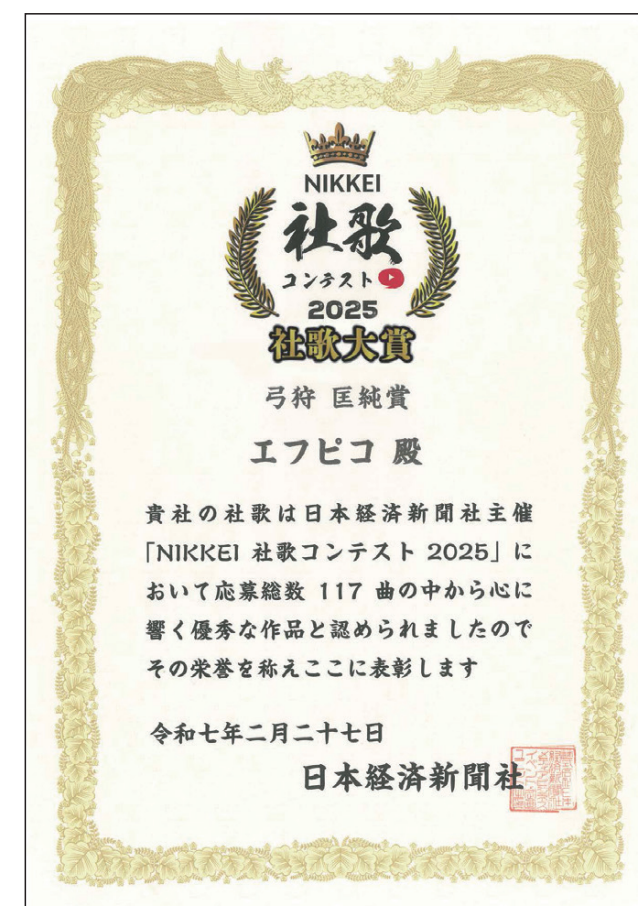 NIKKEI
社歌
コンテスト
2025
社歌大賞
弓狩 匡純賞
エフピコ 殿
貴社の社歌は日本経済新聞社主催
「NIKKEI 社歌コンテスト 2025」に
おいて応募総数 117 曲の中から心に
響く優秀な作品と認められましたので
その栄誉を称えここに表彰します
令和七年二月二十七日
日本経済新聞社